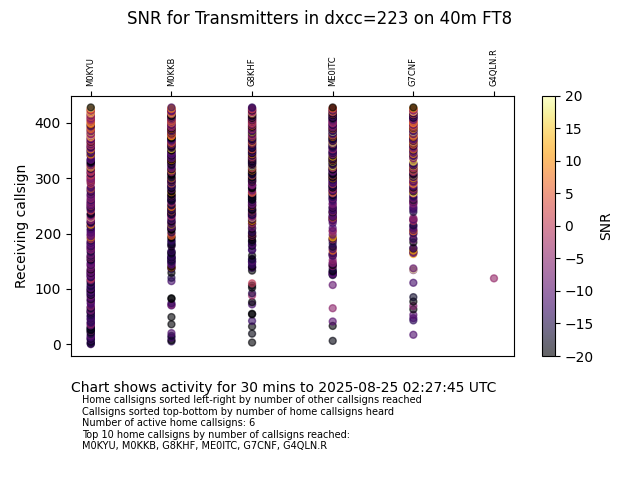 SNR for Transmitters in dxcc=223 on 40m FT8
M0KYU
M0KKB
G8KHF
ME0ITC
G7CNF
G4QLN.R
400
300
200
100
0
Receiving callsign
20
15
10
5
0
−5
−10
−15
−20
SNR
Chart shows activity for 30 mins to 2025-08-25 02:27:45 UTC
Home callsigns sorted left-right by number of other callsigns reached
Callsigns sorted top-bottom by number of home callsigns heard
Number of active home callsigns: 6
Top 10 home callsigns by number of callsigns reached:
M0KYU, M0KKB, G8KHF, ME0ITC, G7CNF, G4QLN.R